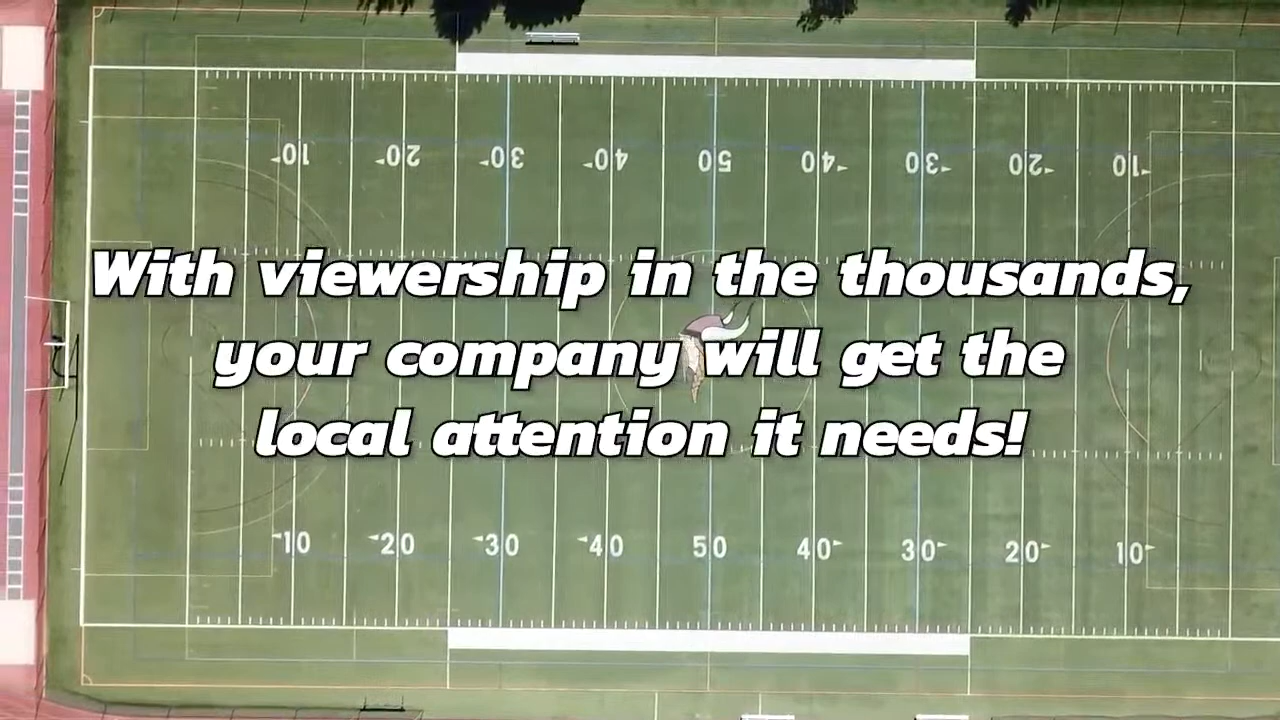 10 20 30 40 50 40 30 20 10
With viewership in the thousands,
your company will get the
local attention it needs!
10 20 30 40 50 40 30 20 10